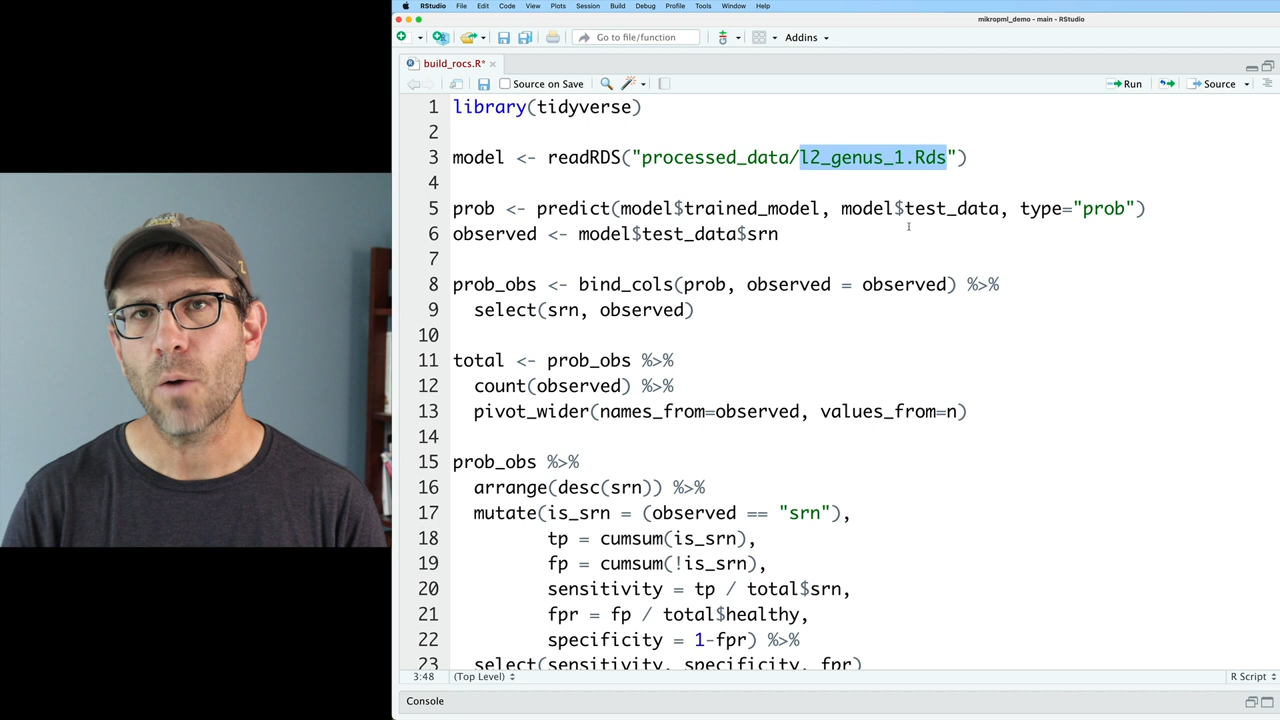 RStudio File Edit Code View Plots Session Build Debug Profile Tools Window Help
mikropml_demo - main - RStudio
Go to file/function Addins
build_rocs.R*
Source on Save Run Source
1 library(tidyverse)
2
3 model <- readRDS("processed_data/l2_genus_1.Rds")
4
5 prob <- predict(model$trained_model, model$test_data, type="prob")
6 observed <- model$test_data$srn
7
8 prob_obs <- bind_cols(prob, observed = observed) %>%
9 select(srn, observed)
10
11 total <- prob_obs %>%
12 count(observed) %>%
13 pivot_wider(names_from=observed, values_from=n)
14
15 prob_obs %>%
16 arrange(desc(srn)) %>%
17 mutate(is_srn = (observed == "srn"),
18 tp = cumsum(is_srn),
19 fp = cumsum(!is_srn),
20 sensitivity = tp / total$srn,
21 fpr = fp / total$healthy,
22 specificity = 1-fpr) %>%
23 select(sensitivity, specificity, fpr)
3:48 (Top Level) R Script
Console